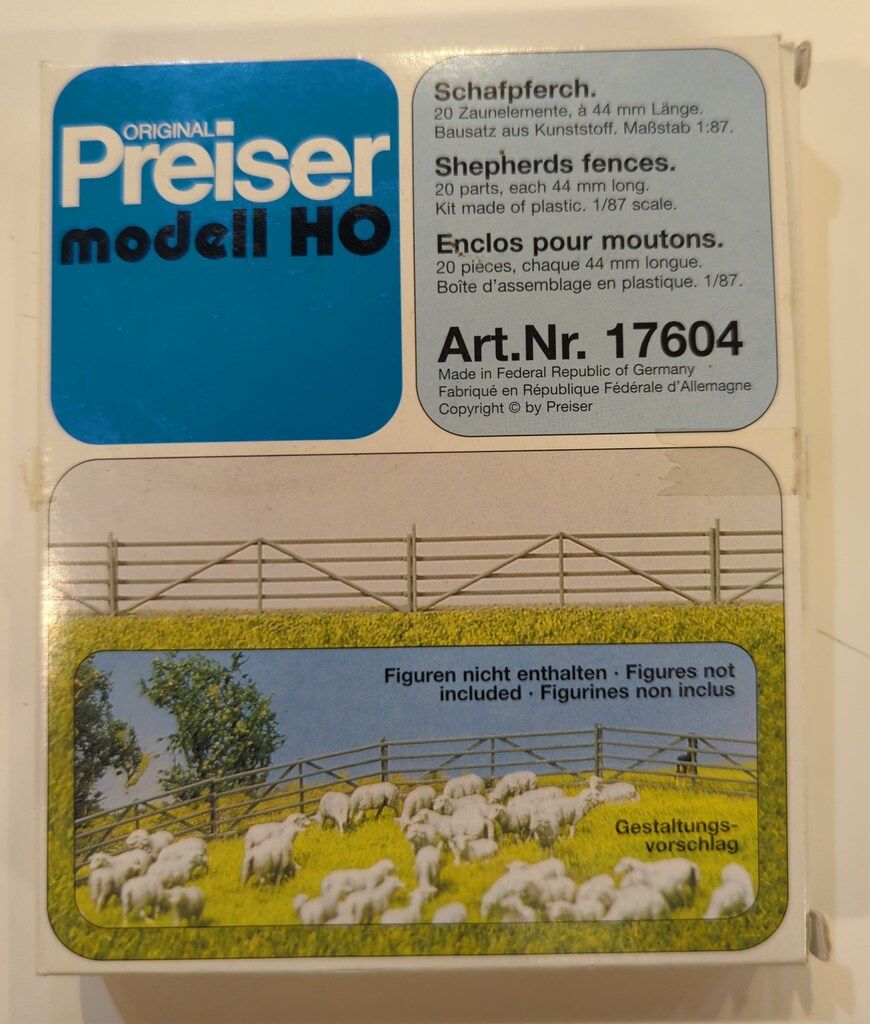 ORIGINAL
Preiser
modell HO
Schafpferch.
20 Zaunelemente, à 44 mm Länge.
Bausatz aus Kunststoff. Maßstab 1:87.
Shepherds fences.
20 parts, each 44 mm long.
Kit made of plastic. 1/87 scale.
Enclos pour moutons.
20 pièces, chaque 44 mm longue.
Boîte d'assemblage en plastique. 1/87.
Art.Nr. 17604
Made in Federal Republic of Germany
Fabriqué en République Fédérale d'Allemagne
Copyright © by Preiser
Figuren nicht enthalten · Figures not
included · Figurines non inclus
Gestaltungs-
vorschlag